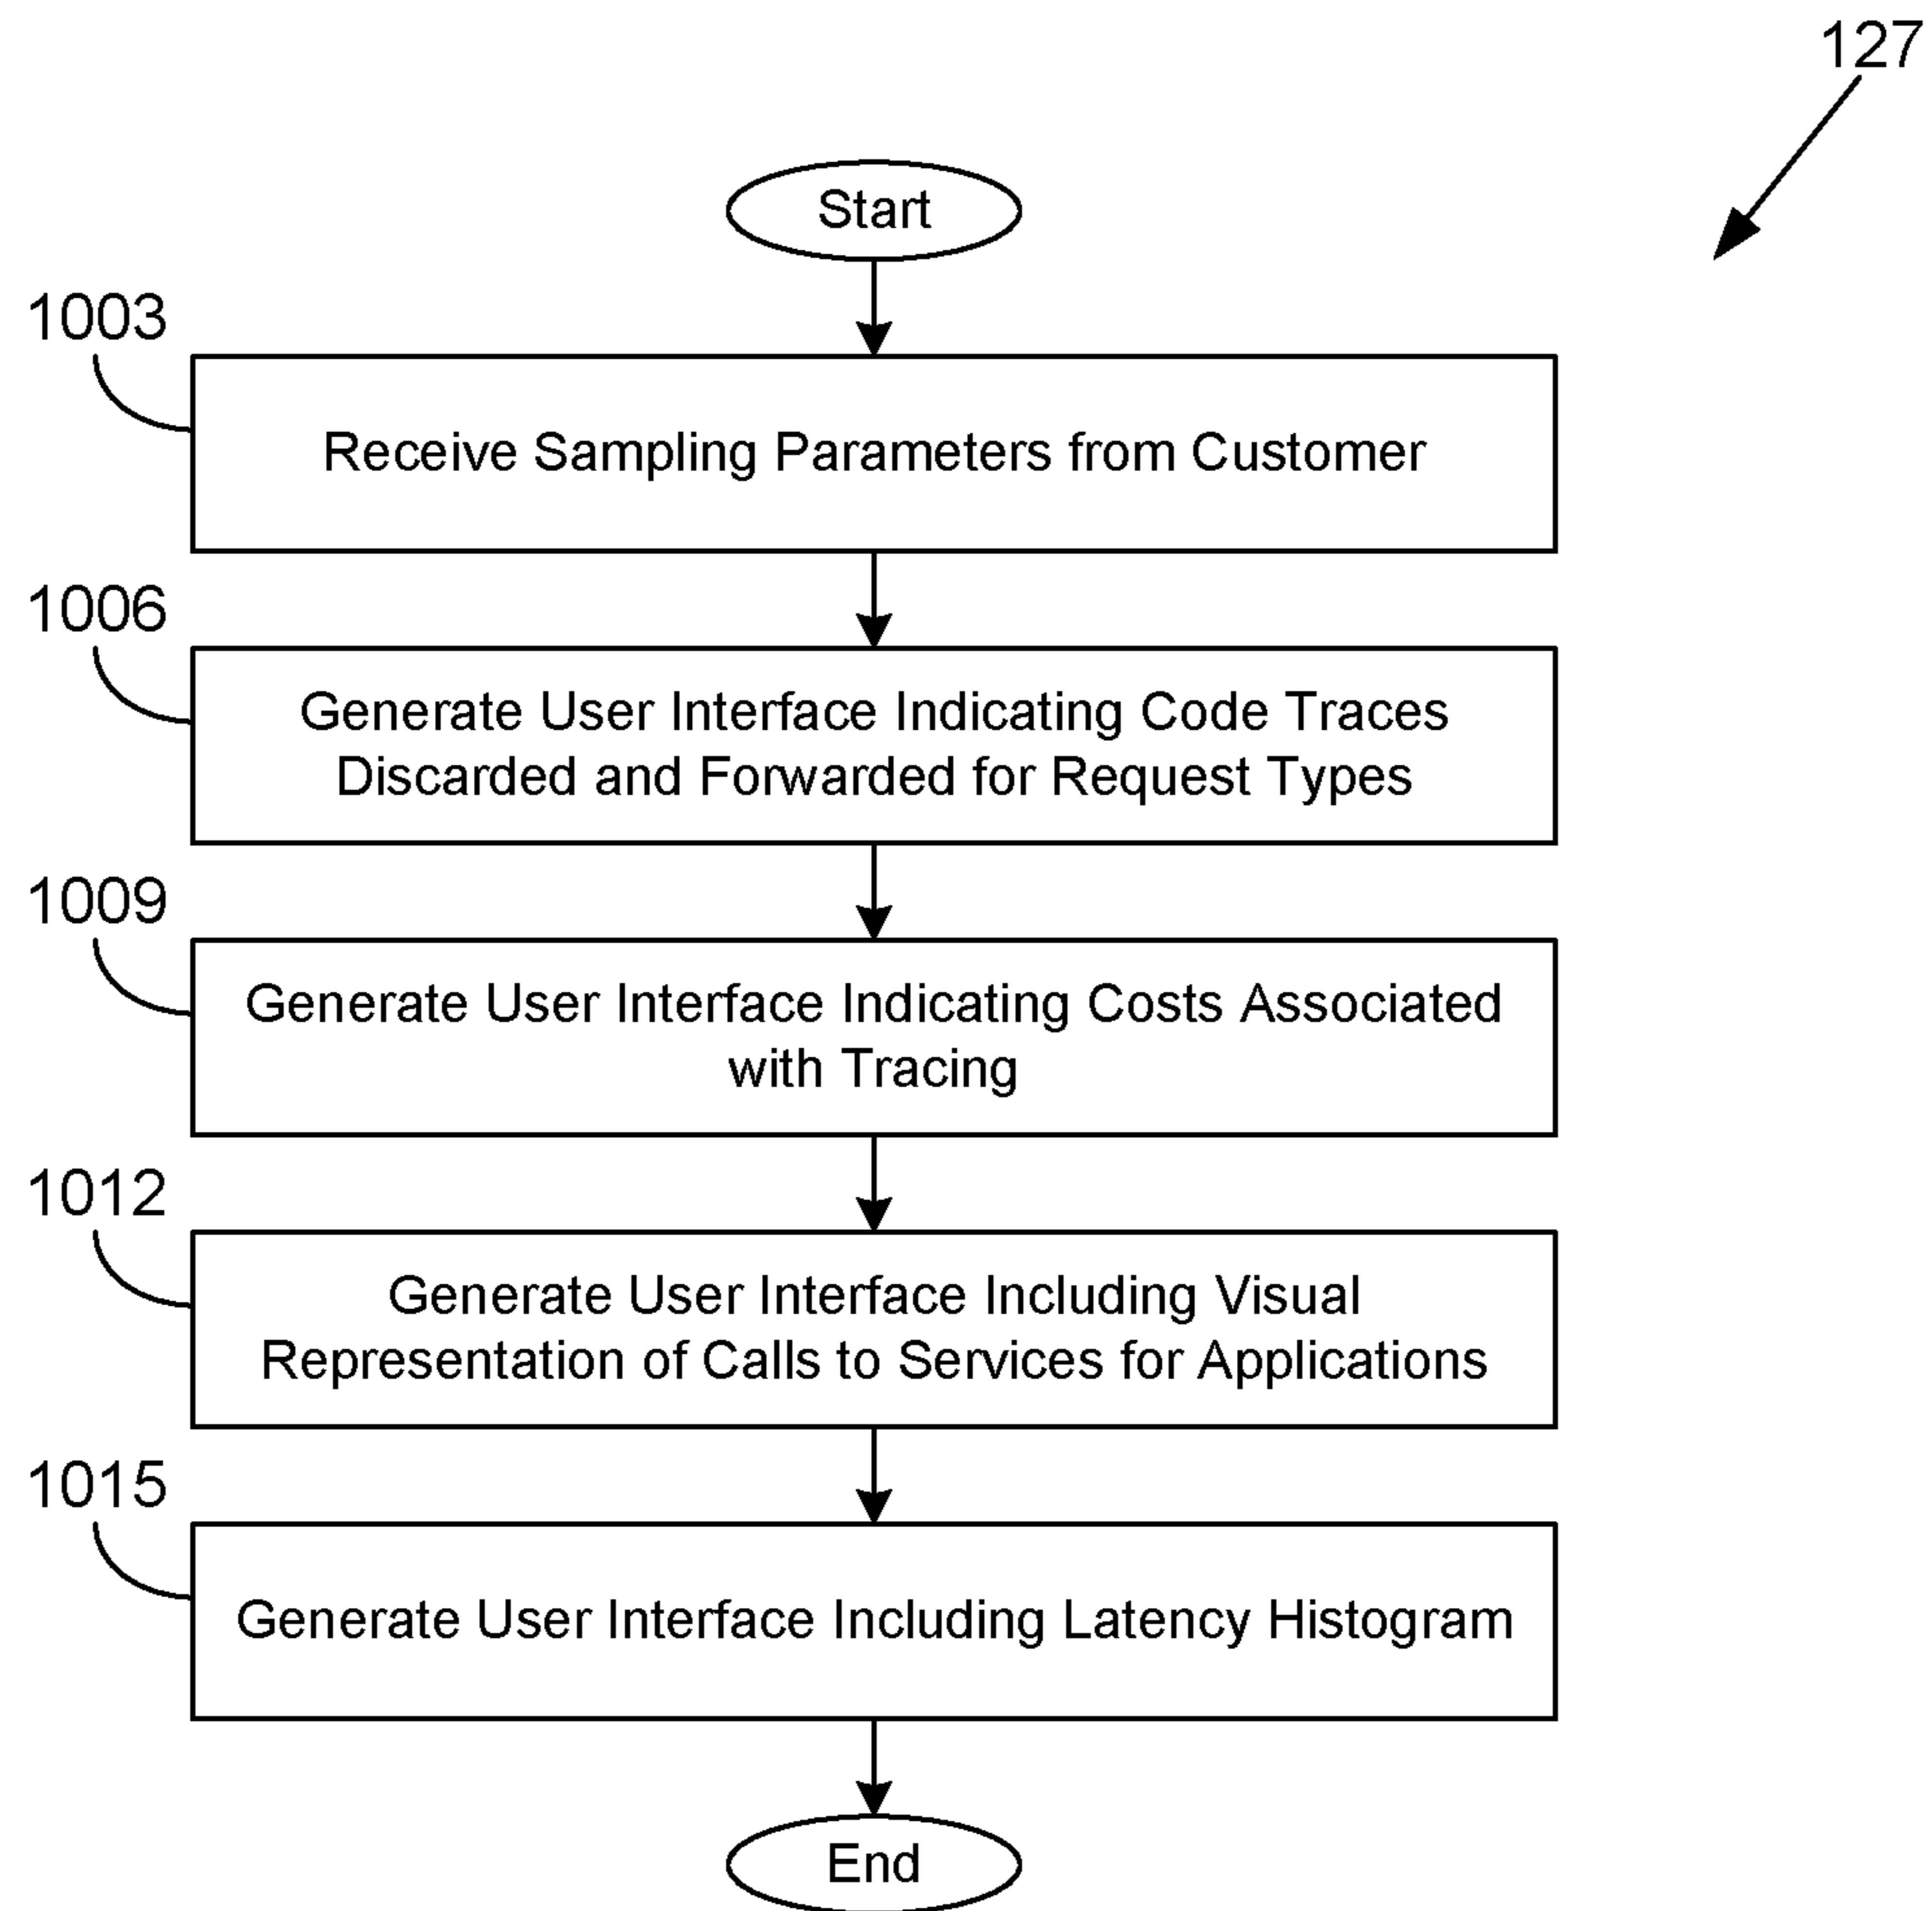 127
Start
1003
Receive Sampling Parameters from Customer
1006
Generate User Interface Indicating Code Traces
Discarded and Forwarded for Request Types
1009
Generate User Interface Indicating Costs Associated
with Tracing
1012
Generate User Interface Including Visual
Representation of Calls to Services for Applications
1015
Generate User Interface Including Latency Histogram
End